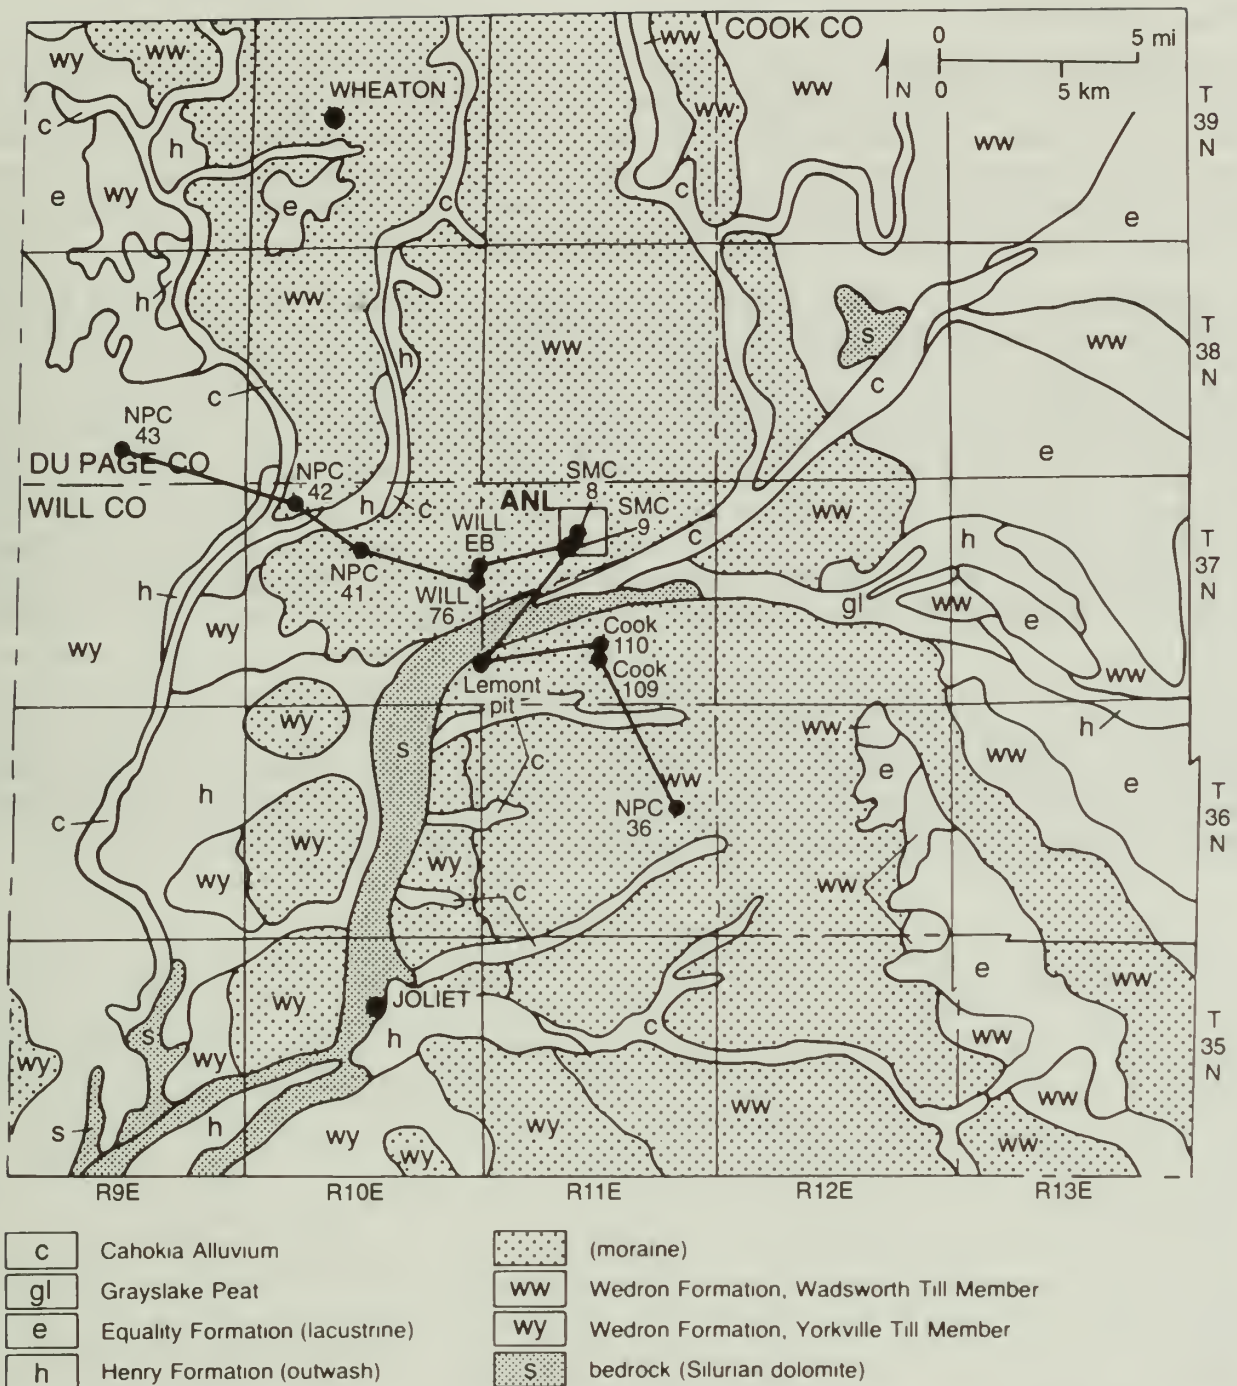 COOK CO
0 5 mi
N
0 5 km
wy
ww
ww
ww
WHEATON
ww
ww
T
39
N
c
h
c
e
wy
e
c
e
h
ww
h
ww
s
c
ww
T
38
N
c
NPC
43
DU PAGE CO
WILL CO
NPC
42
h
c
ANL
SMC
8
SMC
9
WILL
EB
c
ww
e
h
T
37
N
h
NPC
41
WILL
76
gl
ww
e
wy
wy
Cook
110
Cook
109
Lemont
pit
ww
h
wy
s
c
ww
ww
e
ww
e
h
NPC
36
T
36
N
c
wy
wy
wy
c
ww
wy
JOLIET
h
c
e
ww
ww
s
wy
wy
T
35
N
s
h
wy
wy
wy
ww
ww
ww
R9E R10E R11E R12E R13E
c Cahokia Alluvium
gl Grayslake Peat
e Equality Formation (lacustrine)
h Henry Formation (outwash)
(moraine)
ww Wedron Formation, Wadsworth Till Member
wy Wedron Formation, Yorkville Till Member
s bedrock (Silurian dolomite)